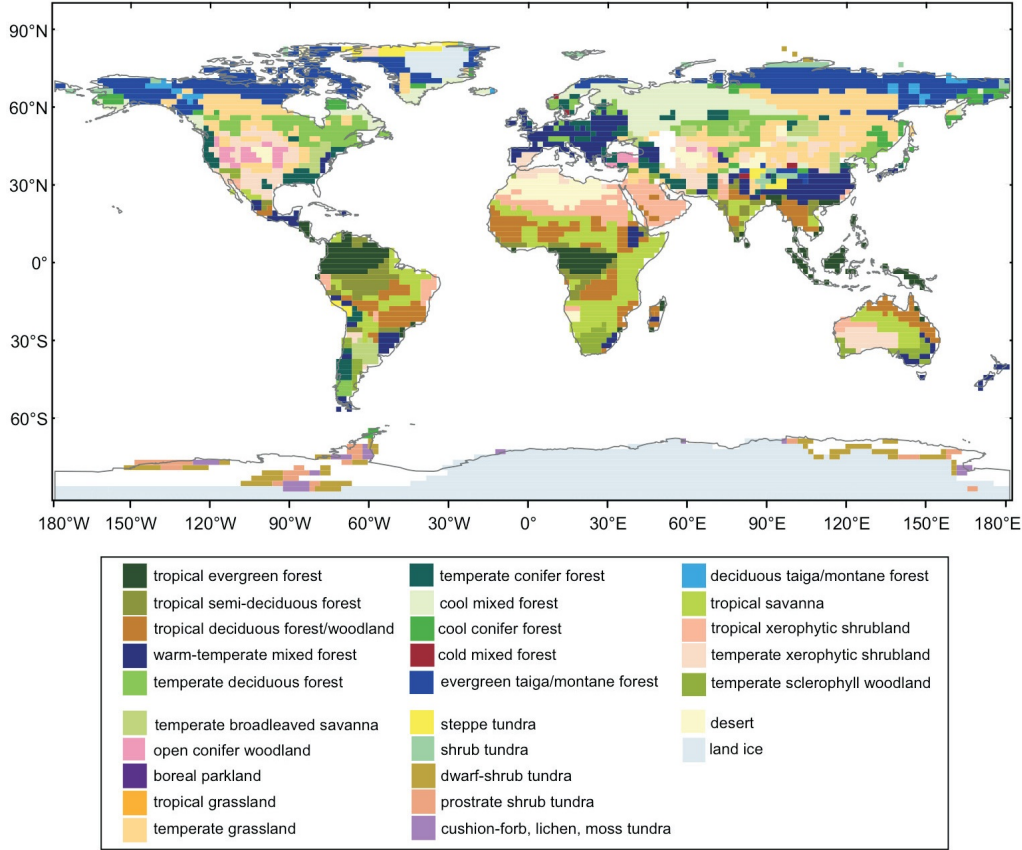 90°N
60°N
30°N
0°
30°S
60°S
180°W 150°W 120°W 90°W 60°W 30°W 0° 30°E 60°E 90°E 120°E 150°E 180°E
tropical evergreen forest
tropical semi-deciduous forest
tropical deciduous forest/woodland
warm-temperate mixed forest
temperate deciduous forest
temperate broadleaved savanna
open conifer woodland
boreal parkland
tropical grassland
temperate grassland
temperate conifer forest
cool mixed forest
cool conifer forest
cold mixed forest
evergreen taiga/montane forest
steppe tundra
shrub tundra
dwarf-shrub tundra
prostrate shrub tundra
cushion-forb, lichen, moss tundra
deciduous taiga/montane forest
tropical savanna
tropical xerophytic shrubland
temperate xerophytic shrubland
temperate sclerophyll woodland
desert
land ice